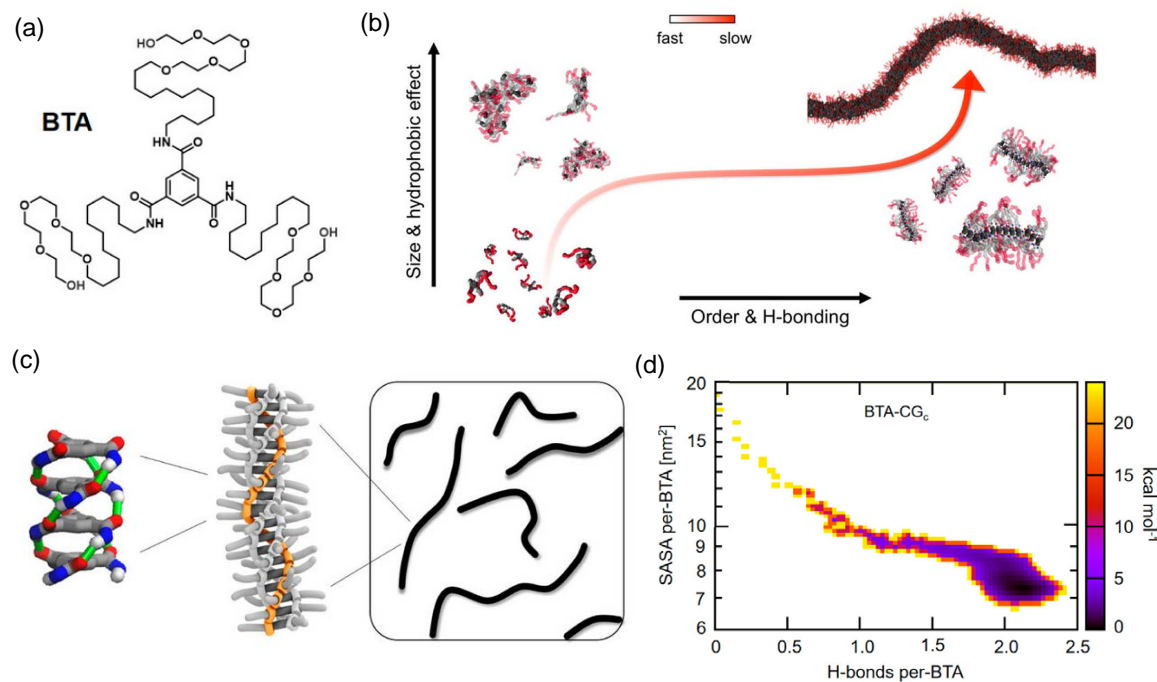 (a)
HO
O
O
O
O
BTA
HN
O
O
NH
O
H
N
O
O
O
O
OH
O
O
O
O
OH
(b)
Size & hydrophobic effect
fast slow
Order & H-bonding
(c)
(d)
SASA per-BTA [nm²]
20
15
10
9
8
7
6
BTA-CGc
0.0 0.5 1.0 1.5 2.0 2.5
H-bonds per-BTA
20
15
10
5
0
kcal mol-1